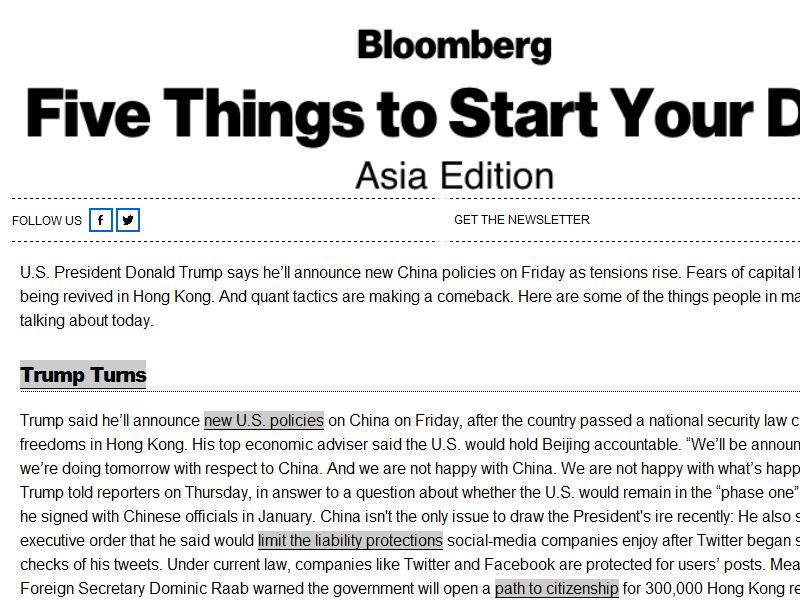 Bloomberg
Five Things to Start Your
Asia Edition
FOLLOW US
GET THE NEWSLETTER
U.S. President Donald Trump says he'll announce new China policies on Friday as tensions rise. Fears of capital
being revived in Hong Kong. And quant tactics are making a comeback. Here are some of the things people in
talking about today.
Trump Turns
Trump said he'll announce new U.S. policies on China on Friday, after the country passed a national security law
freedoms in Hong Kong. His top economic adviser said the U.S. would hold Beijing accountable. “We'll be
we're doing tomorrow with respect to China. And we are not happy with China. We are not happy with what's
Trump told reporters on Thursday, in answer to a question about whether the U.S. would remain in the “phase one”
he signed with Chinese officials in January. China isn't the only issue to draw the President's ire recently: He also
executive order that he said would limit the liability protections social-media companies enjoy after Twitter began
checks of his tweets. Under current law, companies like Twitter and Facebook are protected for users' posts.
Foreign Secretary Dominic Raab warned the government will open a path to citizenship for 300,000 Hong Kong